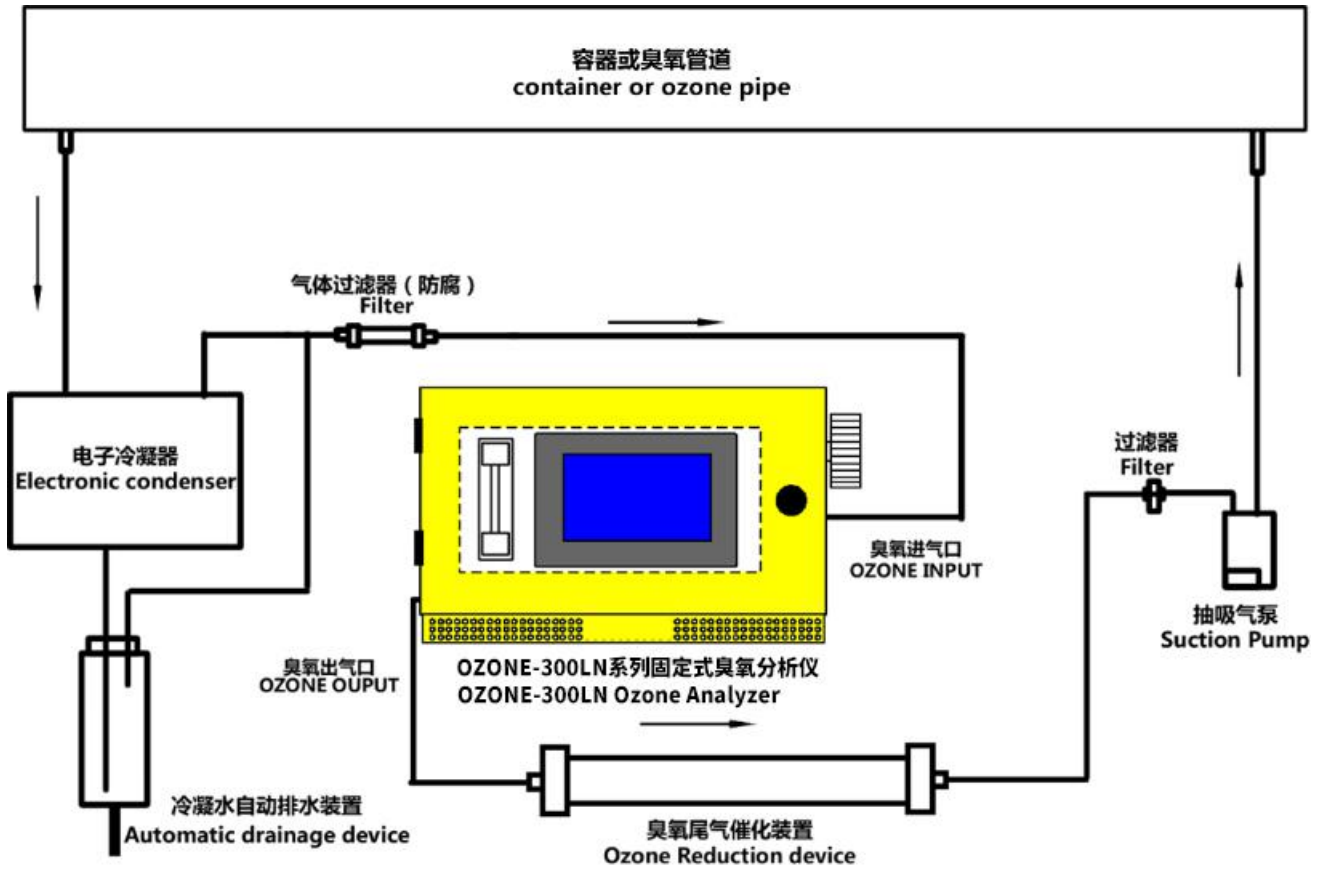 容器或臭氧管道
container or ozone pipe
气体过滤器（防腐）
Filter
电子冷凝器
Electronic condenser
过滤器
Filter
臭氧进气口
OZONE INPUT
抽吸气泵
Suction Pump
臭氧出气口
OZONE OUPUT
OZONE-300LN系列固定式臭氧分析仪
OZONE-300LN Ozone Analyzer
冷凝水自动排水装置
Automatic drainage device
臭氧尾气催化装置
Ozone Reduction device